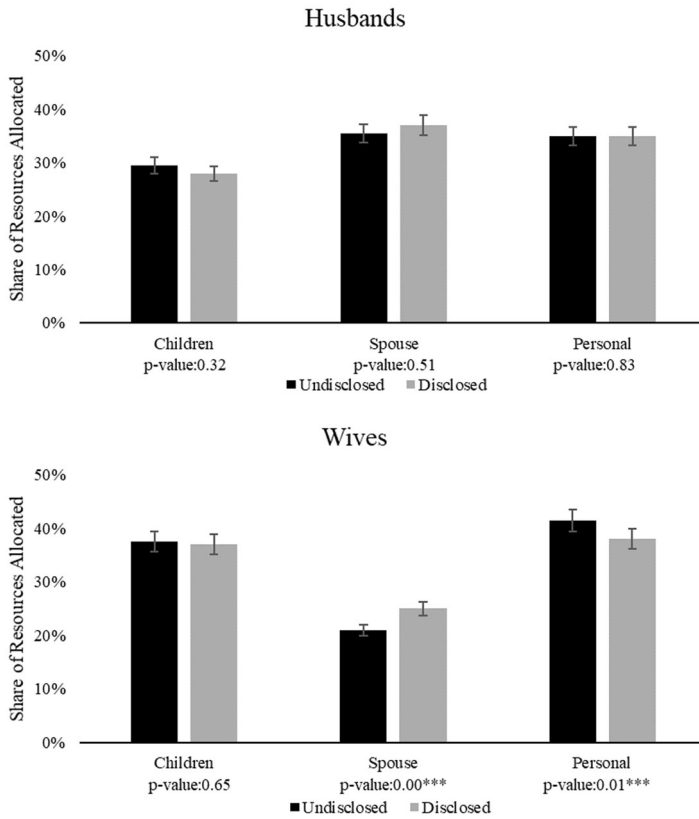 Husbands
Share of Resources Allocated
50%
40%
30%
20%
10%
0%
Children Spouse Personal
p-value:0.32 p-value:0.51 p-value:0.83
Undisclosed Disclosed
Wives
Share of Resources Allocated
50%
40%
30%
20%
10%
0%
Children Spouse Personal
p-value:0.65 p-value:0.00*** p-value:0.01***
Undisclosed Disclosed